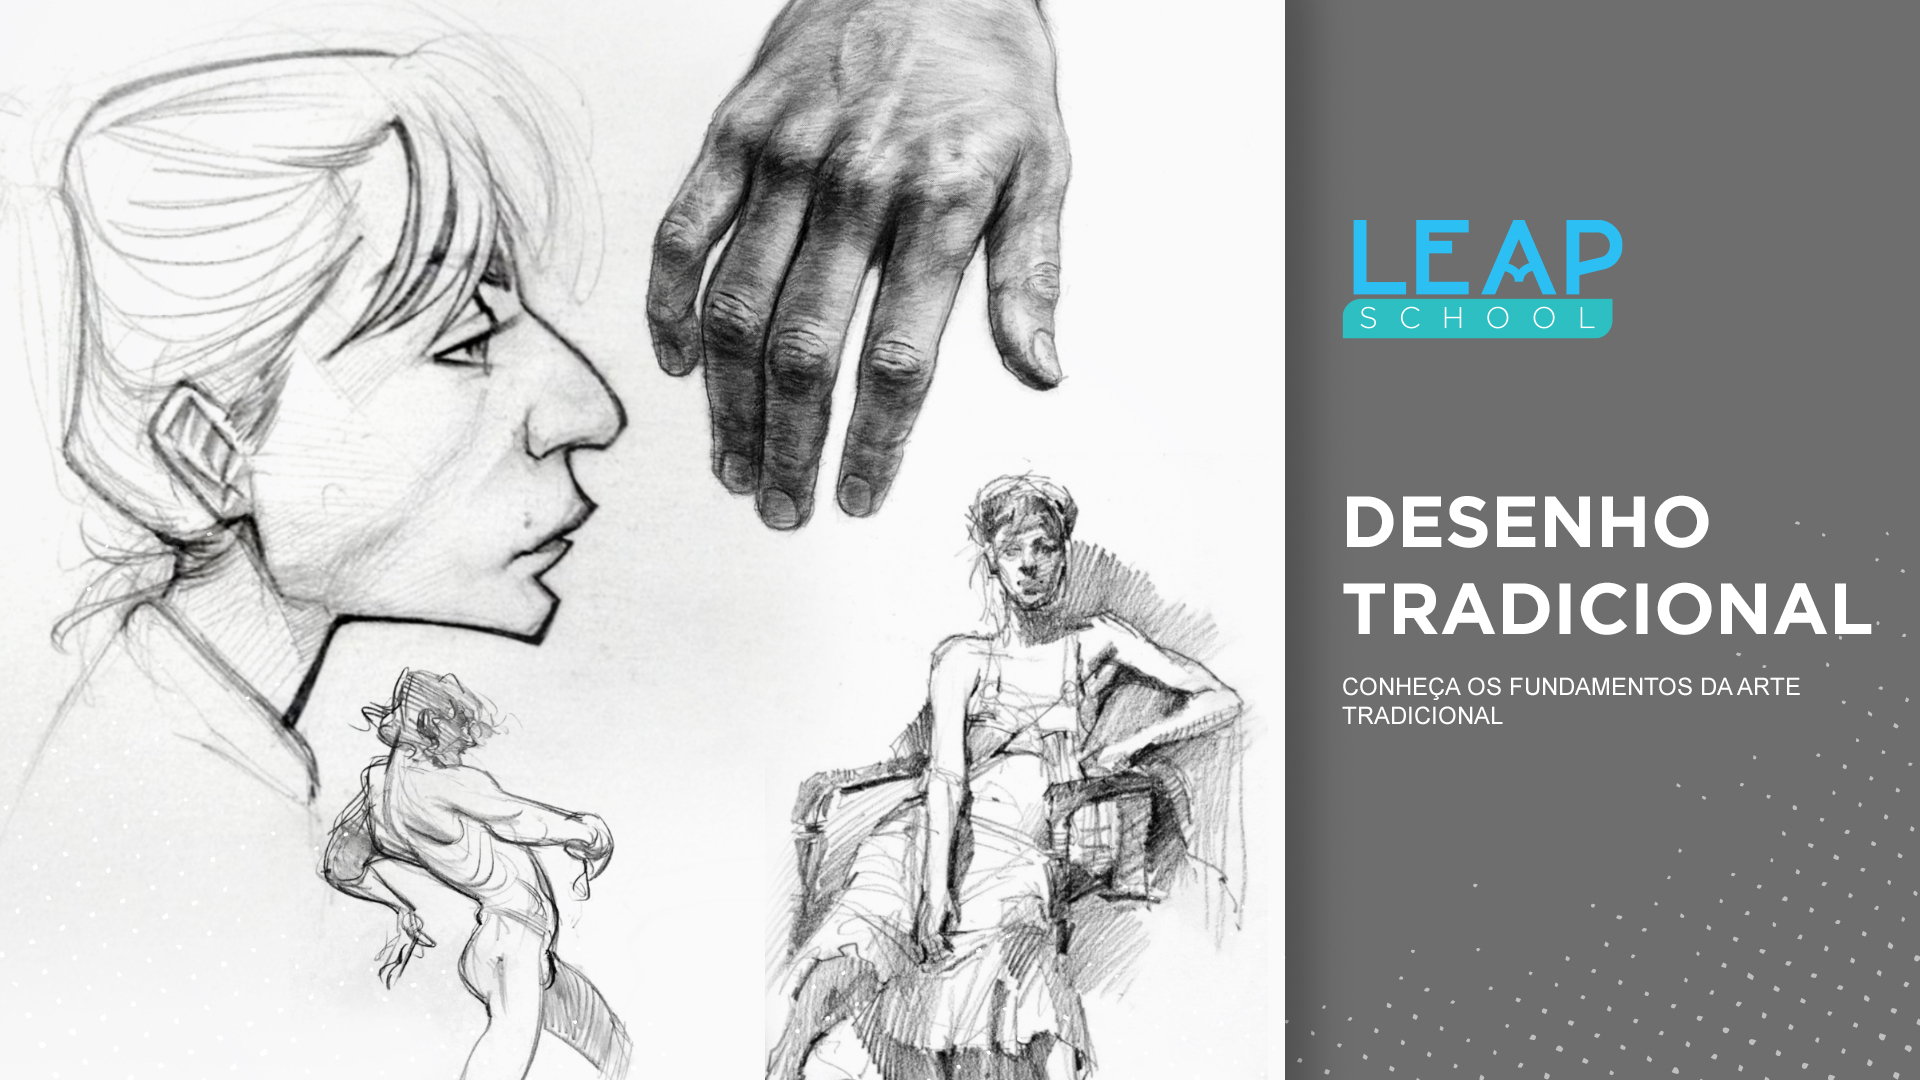 LEAP
SCHOOL
DESENHO
TRADICIONAL
CONHEÇA OS FUNDAMENTOS DA ARTE
TRADICIONAL